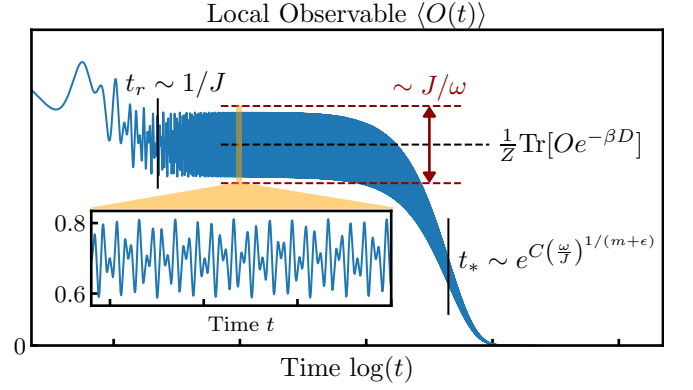 Local Observable ⟨O(t)⟩
t_r ∼ 1/J
∼ J/ω
1/Z Tr[Oe^{−βD}]
0.8
0.6
Time t
t_* ∼ e^{C(ω/J)^{1/(m+ϵ)}}
0
Time log(t)